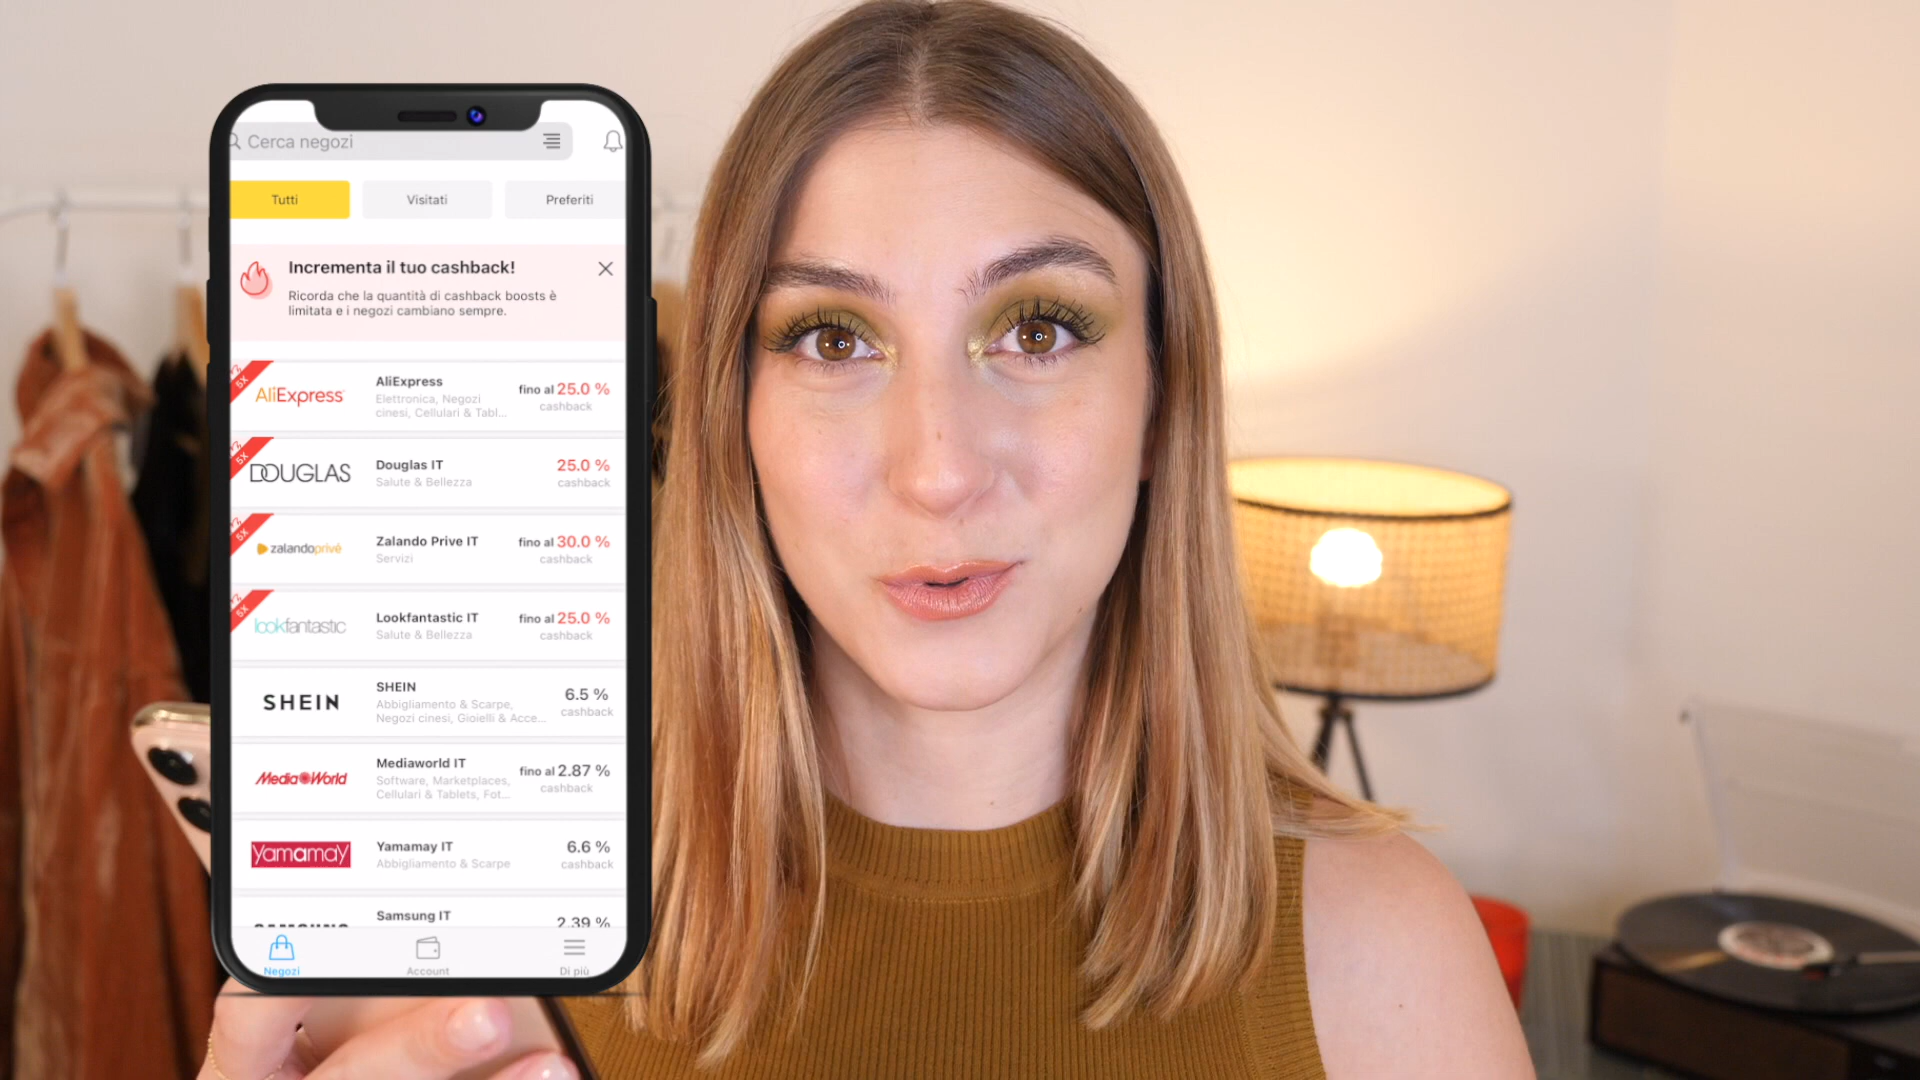 Cerca negozi
Tutti
Visitati
Preferiti
Incrementa il tuo cashback!
Ricorda che la quantità di cashback boosts è
limitata e i negozi cambiano sempre.
5X
AliExpress
AliExpress
Elettronica, Negozi
cinesi, Cellulari & Tabl...
fino al 25.0 %
cashback
5X
DOUGLAS
Douglas IT
Salute & Bellezza
25.0 %
cashback
5X
zalandoprivé
Zalando Prive IT
Servizi
fino al 30.0 %
cashback
5X
lookfantastic
Lookfantastic IT
Salute & Bellezza
fino al 25.0 %
cashback
SHEIN
SHEIN
Abbigliamento & Scarpe,
Negozi cinesi, Gioielli & Acce...
6.5 %
cashback
MediaWorld
Mediaworld IT
Software, Marketplaces,
Cellulari & Tablets, Fot...
fino al 2.87 %
cashback
yamamay
Yamamay IT
Abbigliamento & Scarpe
6.6 %
cashback
SAMSUNG
Samsung IT
2.39 %
Negozi
Account
Di più